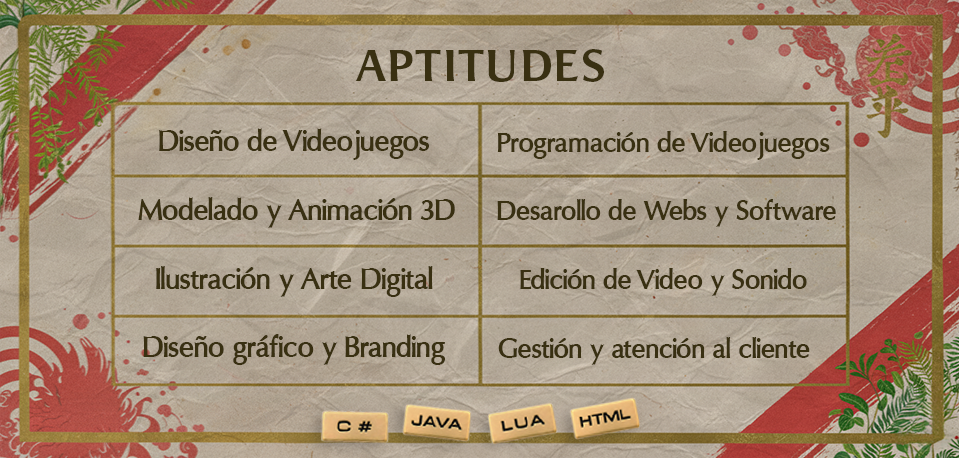 APTITUDES
Diseño de Videojuegos
Programación de Videojuegos
Modelado y Animación 3D
Desarollo de Webs y Software
Ilustración y Arte Digital
Edición de Video y Sonido
Diseño gráfico y Branding
Gestión y atención al cliente
C #
JAVA
LUA
HTML